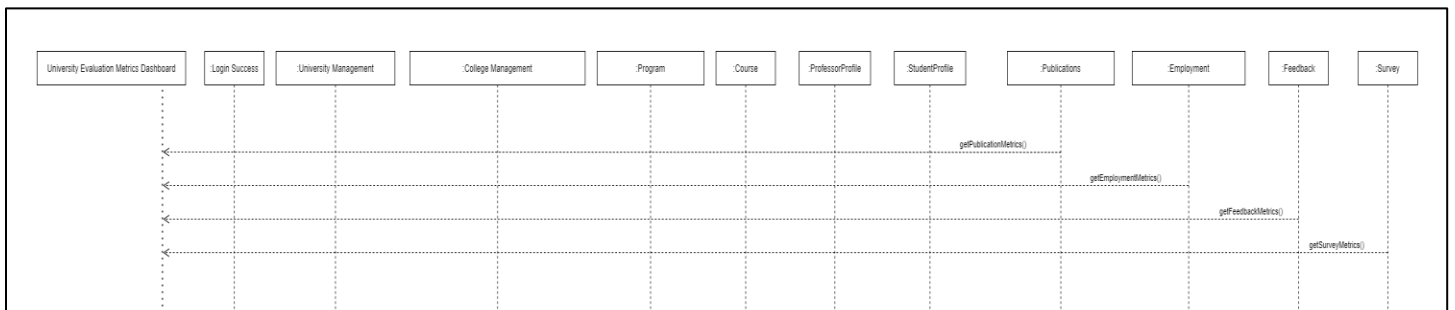 University Evaluation Metrics Dashboard
:Login Success
:University Management
:College Management
:Program
:Course
:ProfessorProfile
:StudentProfile
:Publications
:Employment
:Feedback
:Survey
getPublicationMetrics()
getEmploymentMetrics()
getFeedbackMetrics()
getSurveyMetrics()